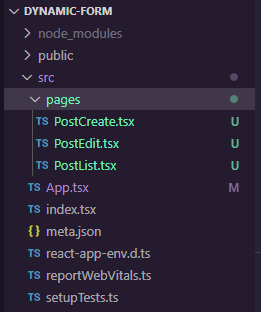 DYNAMIC-FORM
node_modules
public
src
pages
TS PostCreate.tsx U
TS PostEdit.tsx U
TS PostList.tsx U
TS App.tsx M
TS index.tsx
{} meta.json
TS react-app-env.d.ts
TS reportWebVitals.ts
TS setupTests.ts